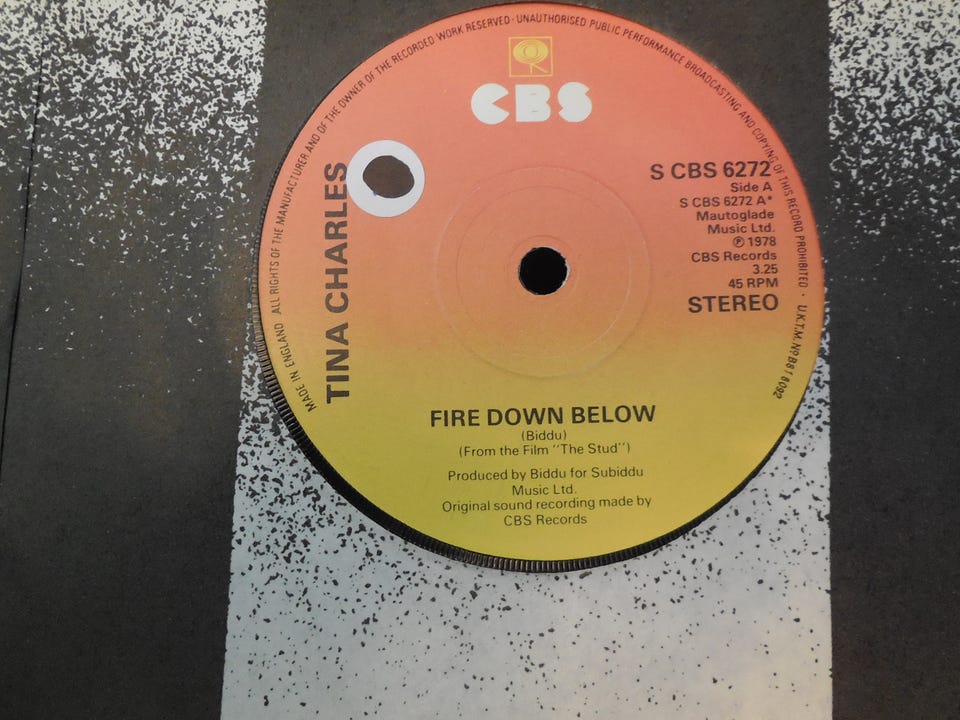 MADE IN ENGLAND ALL RIGHTS OF THE MANUFACTURER AND OF THE OWNER OF THE RECORDED WORK RESERVED · UNAUTHORISED PUBLIC PERFORMANCE BROADCASTING AND COPYING OF THIS RECORD PROHIBITED · U.K.T.M. No B818092
CBS
TINA CHARLES
S CBS 6272
Side A
S CBS 6272 A*
Mautoglade
Music Ltd.
℗ 1978
CBS Records
3.25
45 RPM
STEREO
FIRE DOWN BELOW
(Biddu)
(From the Film "The Stud")
Produced by Biddu for Subiddu
Music Ltd.
Original sound recording made by
CBS Records